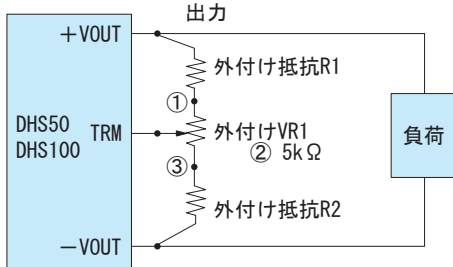 出力
+VOUT
外付け抵抗R1
①
DHS50
DHS100
TRM
外付けVR1
② 5kΩ
負荷
③
外付け抵抗R2
−VOUT